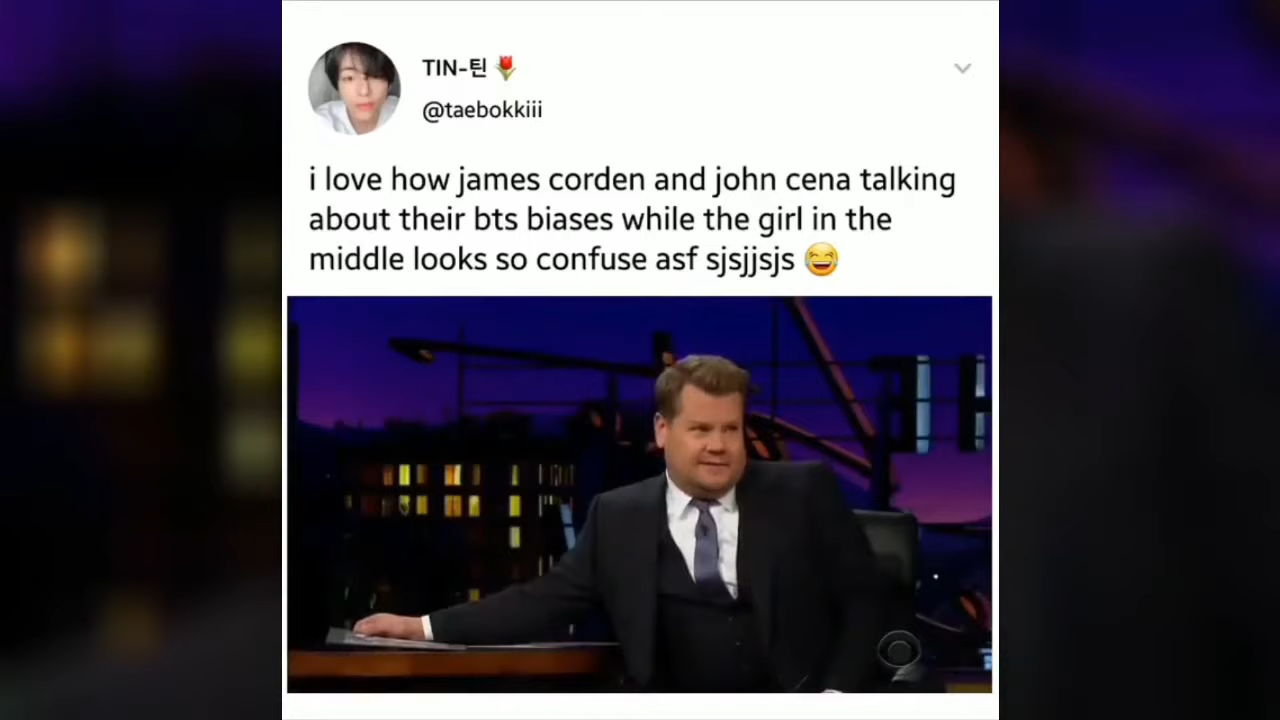 TIN-틴🌷
@taebokkiii
i love how james corden and john cena talking
about their bts biases while the girl in the
middle looks so confuse asf sjsjjsjs 😂